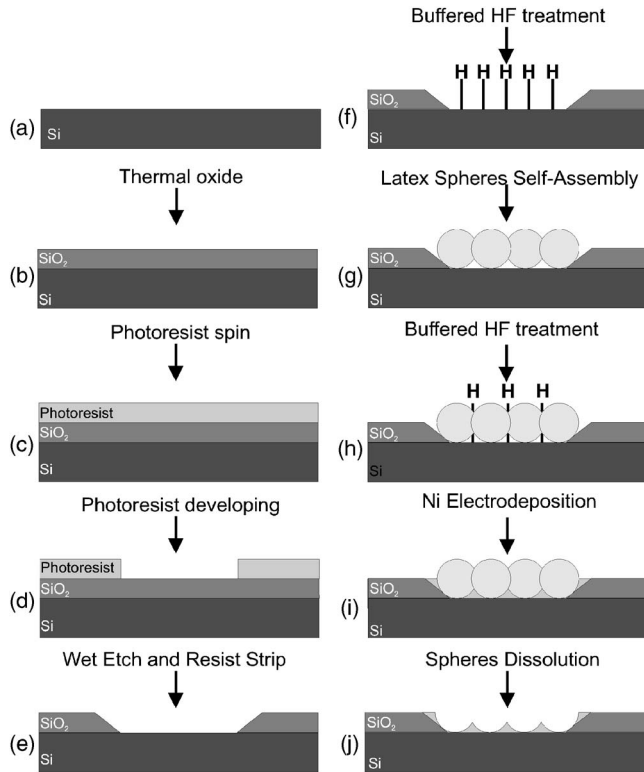 (a)
Si
Thermal oxide
(b)
SiO₂
Si
Photoresist spin
(c)
Photoresist
SiO₂
Si
Photoresist developing
(d)
Photoresist
SiO₂
Si
Wet Etch and Resist Strip
(e)
SiO₂
Si
Buffered HF treatment
H H H H H
(f)
SiO₂
Si
Latex Spheres Self-Assembly
(g)
SiO₂
Si
Buffered HF treatment
H H H
(h)
SiO₂
Si
Ni Electrodeposition
(i)
SiO₂
Si
Spheres Dissolution
(j)
SiO₂
Si